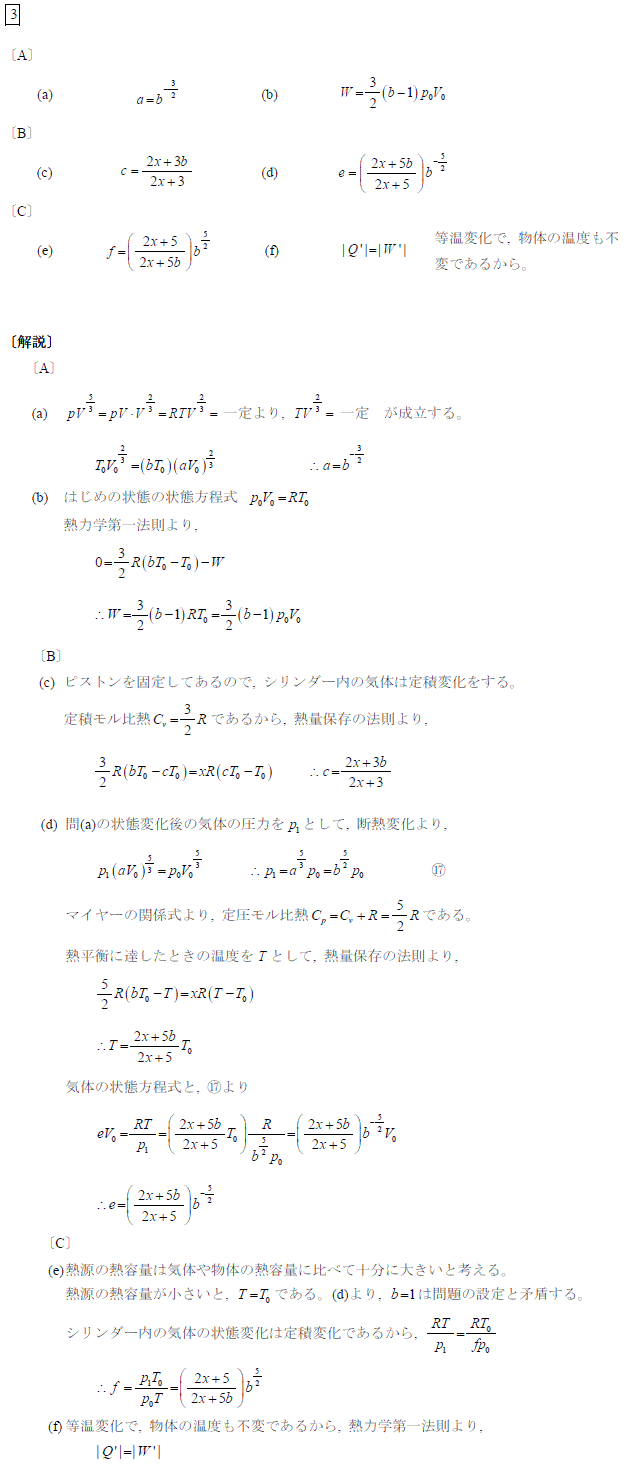 3
〔A〕
(a) a=b^{-3/2} (b) W=\frac{3}{2}(b-1)p_0V_0
〔B〕
(c) c=\frac{2x+3b}{2x+3} (d) e=\left(\frac{2x+5b}{2x+5}\right)b^{-\frac{5}{2}}
〔C〕
(e) f=\left(\frac{2x+5}{2x+5b}\right)b^{\frac{5}{2}} (f) |Q'|=|W'| 等温変化で, 物体の温度も不
変であるから。
〔解説〕
〔A〕
(a) pV^{\frac{5}{3}}=pV·V^{\frac{2}{3}}=RTV^{\frac{2}{3}}= 一定より, TV^{\frac{2}{3}}= 一定 が成立する。
T_0V_0^{\frac{2}{3}}=(bT_0)(aV_0)^{\frac{2}{3}} ∴a=b^{-\frac{3}{2}}
(b) はじめの状態の状態方程式 p_0V_0=RT_0
熱力学第一法則より,
0=\frac{3}{2}R(bT_0-T_0)-W
∴W=\frac{3}{2}(b-1)RT_0=\frac{3}{2}(b-1)p_0V_0
〔B〕
(c) ピストンを固定してあるので, シリンダー内の気体は定積変化をする。
定積モル比熱C_v=\frac{3}{2}Rであるから, 熱量保存の法則より,
\frac{3}{2}R(bT_0-cT_0)=xR(cT_0-T_0) ∴c=\frac{2x+3b}{2x+3}
(d) 問(a)の状態変化後の気体の圧力をp_1として, 断熱変化より,
p_1(aV_0)^{\frac{5}{3}}=p_0V_0^{\frac{5}{3}} ∴p_1=a^{\frac{5}{3}}p_0=b^{\frac{5}{2}}p_0 ⑰
マイヤーの関係式より, 定圧モル比熱C_p=C_v+R=\frac{5}{2}Rである。
熱平衡に達したときの温度をTとして, 熱量保存の法則より,
\frac{5}{2}R(bT_0-T)=xR(T-T_0)
∴T=\frac{2x+5b}{2x+5}T_0
気体の状態方程式と, ⑰より
eV_0=\frac{RT}{p_1}=\left(\frac{2x+5b}{2x+5}T_0\right)\frac{R}{b^{\frac{5}{2}}p_0}=\left(\frac{2x+5b}{2x+5}\right)b^{-\frac{5}{2}}V_0
∴e=\left(\frac{2x+5b}{2x+5}\right)b^{-\frac{5}{2}}
〔C〕
(e)熱源の熱容量は気体や物体の熱容量に比べて十分に大きいと考える。
熱源の熱容量が小さいと, T=T_0である。(d)より, b=1は問題の設定と矛盾する。
シリンダー内の気体の状態変化は定積変化であるから, \frac{RT}{p_1}=\frac{RT_0}{fp_0}
∴f=\frac{p_1T_0}{p_0T}=\left(\frac{2x+5}{2x+5b}\right)b^{\frac{5}{2}}
(f)等温変化で, 物体の温度も不変であるから, 熱力学第一法則より,
|Q'|=|W'|